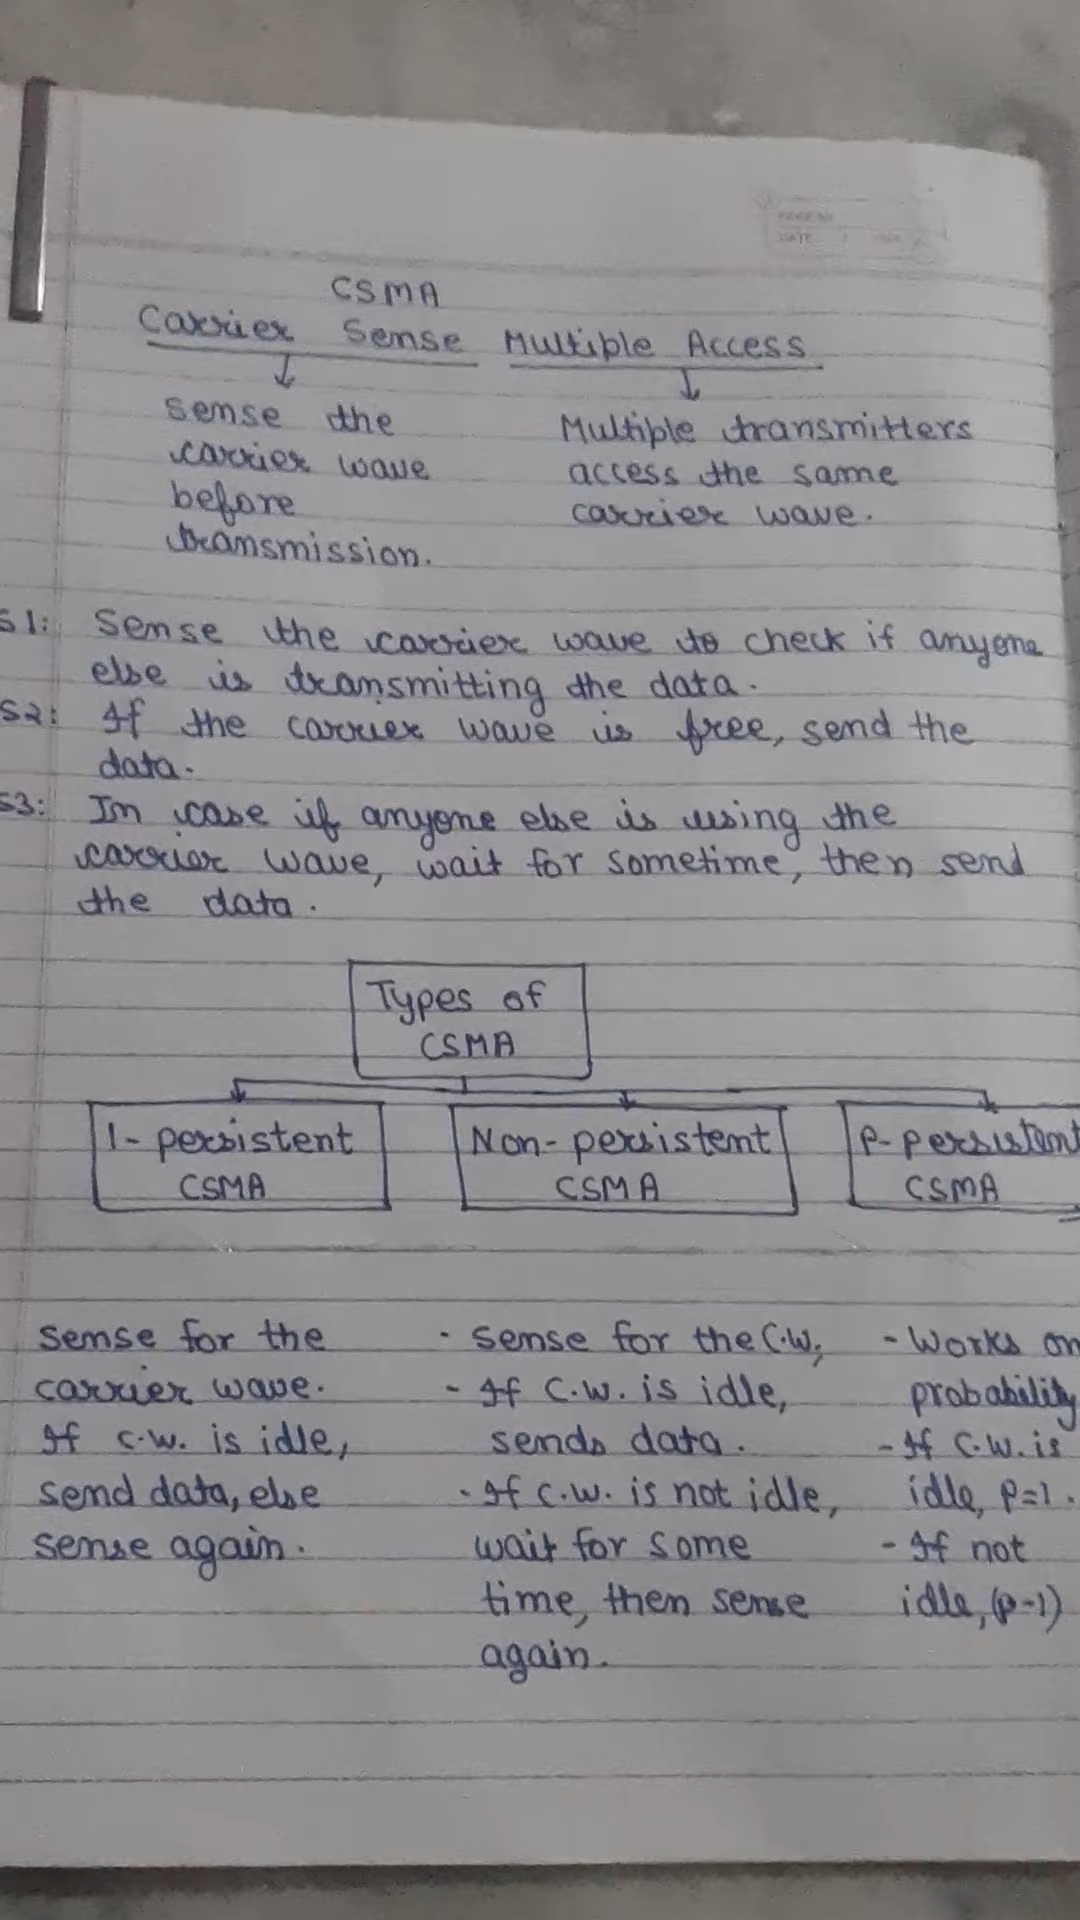 CSMA
Carrier Sense Multible Access
sense the
carrier wave
before
transmission.
Multiple transmitters
access the same
carrier wave.
S1: Sense the carrier wave to check if anyone
else is transmitting the data.
S2: If the carrier wave is free, send the
data.
S3: In case if anyone else is using the
carrier wave, wait for sometime, then send
the data.
Types of
CSMA
1-persistent
CSMA
Non-persistent
CSMA
P-persistent
CSMA
sense for the
carrier wave.
If c.w. is idle,
send data, else
sense again.
- sense for the C.W,
- If C.W. is idle,
sends data.
- If c.w. is not idle,
wait for some
time, then sense
again.
- Works on
probability
- If C.W. is
idle, P=1.
- If not
idle, (p-1)